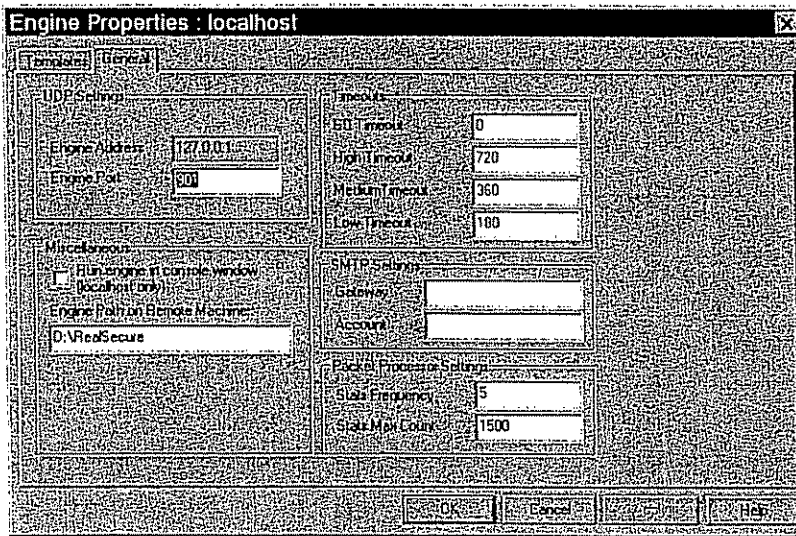 Engine Properties : localhost
Templates General
UDP Settings
Engine Address 127.0.0.1
Engine Port 901
Miscellaneous
Run engine in console window
(localhost only)
Engine Path on Remote Machine:
D:\RealSecure
Timeouts
Timeout 0
High Timeout 720
Medium Timeout 360
Low Timeout 180
SMTP Settings
Gateway
Account
Packet Processor Settings
Stats Frequency 5
Stats Max Count 1500
OK Cancel Help